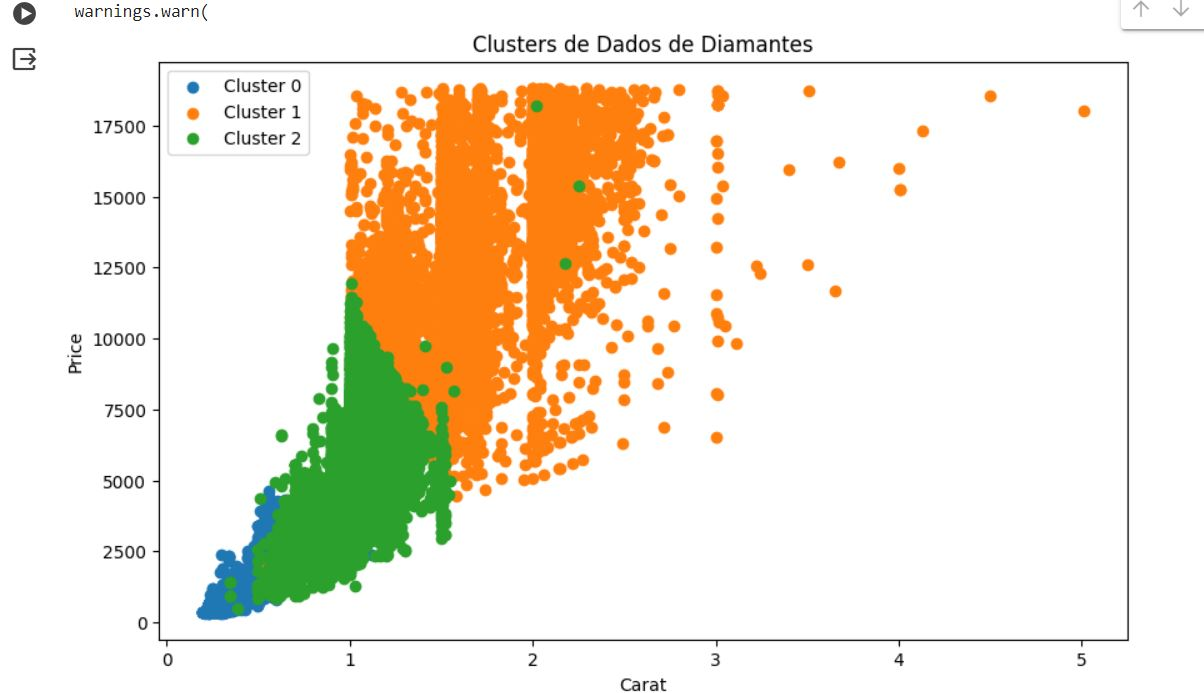 warnings.warn(
Clusters de Dados de Diamantes
Cluster 0
Cluster 1
Cluster 2
17500
15000
12500
10000
7500
5000
2500
0
Price
0 1 2 3 4 5
Carat